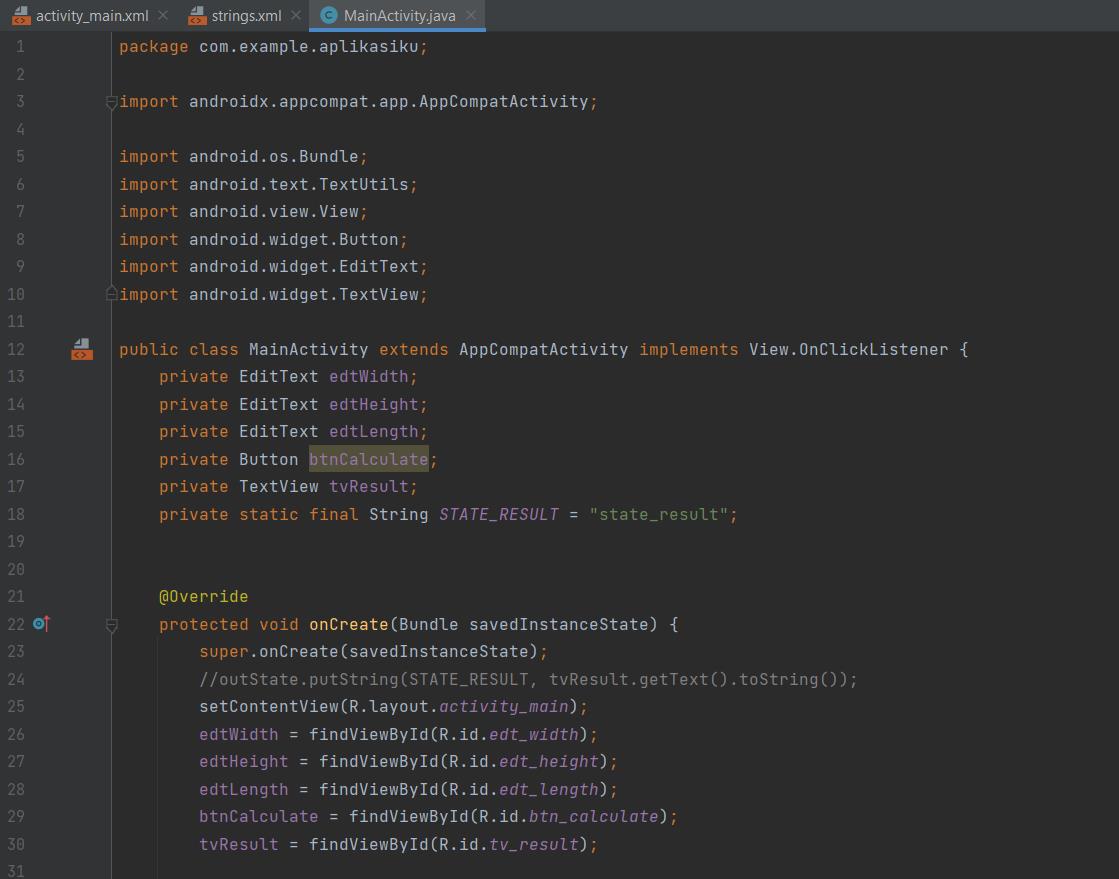 activity_main.xml strings.xml MainActivity.java
1 package com.example.aplikasiku;
2
3 import androidx.appcompat.app.AppCompatActivity;
4
5 import android.os.Bundle;
6 import android.text.TextUtils;
7 import android.view.View;
8 import android.widget.Button;
9 import android.widget.EditText;
10 import android.widget.TextView;
11
12 public class MainActivity extends AppCompatActivity implements View.OnClickListener {
13     private EditText edtWidth;
14     private EditText edtHeight;
15     private EditText edtLength;
16     private Button btnCalculate;
17     private TextView tvResult;
18     private static final String STATE_RESULT = "state_result";
19
20
21     @Override
22     protected void onCreate(Bundle savedInstanceState) {
23         super.onCreate(savedInstanceState);
24         //outState.putString(STATE_RESULT, tvResult.getText().toString());
25         setContentView(R.layout.activity_main);
26         edtWidth = findViewById(R.id.edt_width);
27         edtHeight = findViewById(R.id.edt_height);
28         edtLength = findViewById(R.id.edt_length);
29         btnCalculate = findViewById(R.id.btn_calculate);
30         tvResult = findViewById(R.id.tv_result);
31